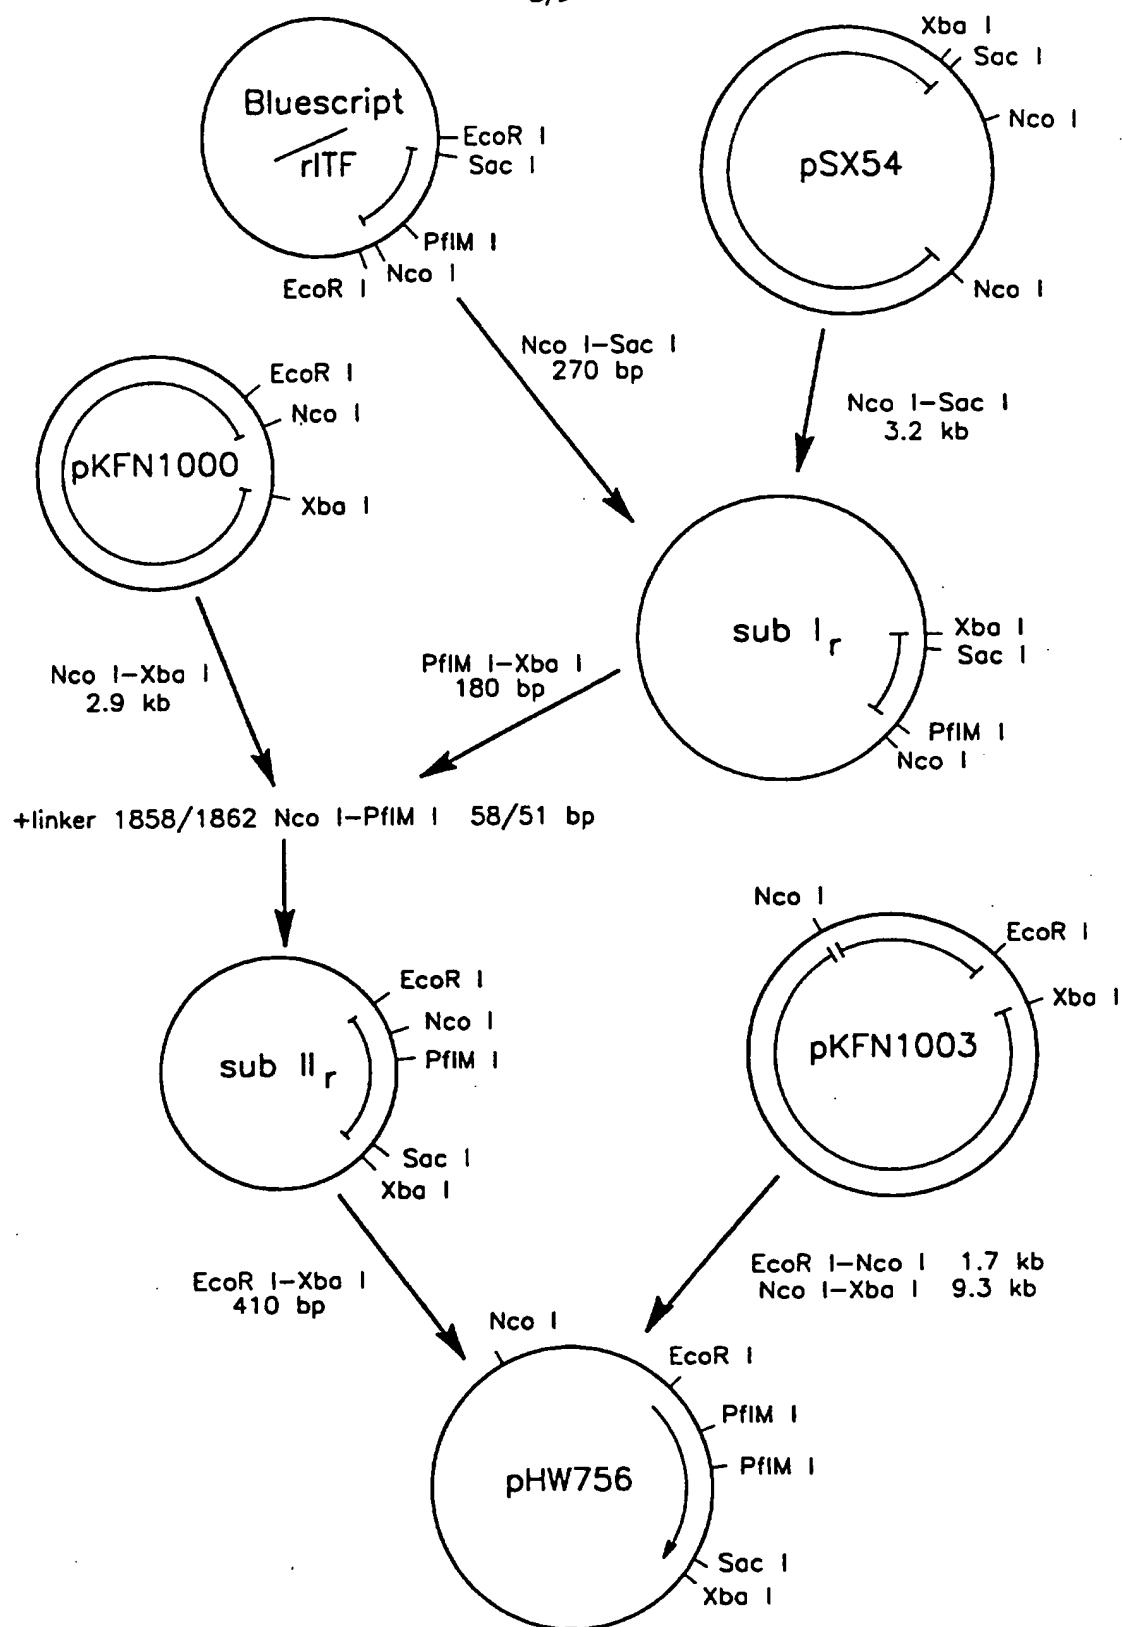 Bluescript
rITF
EcoR I
Sac I
PflM I
Nco I
EcoR I
Xba I
Sac I
Nco I
pSX54
Nco I
Nco I-Sac I
270 bp
Nco I-Sac I
3.2 kb
EcoR I
Nco I
pKFN1000
Xba I
sub Ir
Xba I
Sac I
PflM I
Nco I
Nco I-Xba I
2.9 kb
PflM I-Xba I
180 bp
+linker 1858/1862 Nco I-PflM I 58/51 bp
Nco I
EcoR I
Xba I
pKFN1003
EcoR I
Nco I
PflM I
sub IIr
Sac I
Xba I
EcoR I-Xba I
410 bp
EcoR I-Nco I 1.7 kb
Nco I-Xba I 9.3 kb
Nco I
EcoR I
PflM I
PflM I
pHW756
Sac I
Xba I